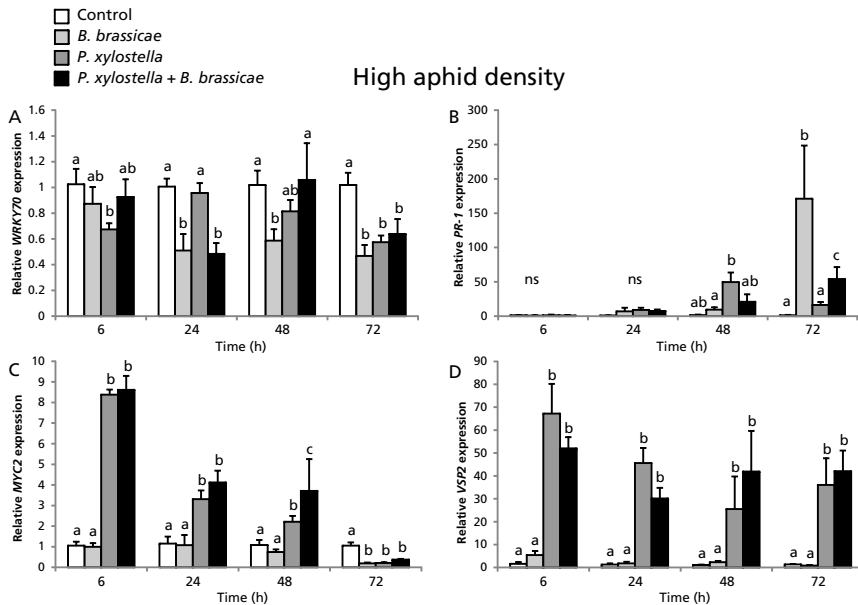 Control
B. brassicae
P. xylostella
P. xylostella + B. brassicae
High aphid density
A
Relative WRKY70 expression
1.6
1.4
1.2
1
0.8
0.6
0.4
0.2
0
a ab b ab
a b a b
a b ab a
a b b b
6 24 48 72
Time (h)
B
Relative PR-1 expression
300
250
200
150
100
50
0
ns
ns
ab a b ab
a b a c
6 24 48 72
Time (h)
C
Relative MYC2 expression
10
9
8
7
6
5
4
3
2
1
0
a a b b
a a b b
a a b c
a b b b
6 24 48 72
Time (h)
D
Relative VSP2 expression
90
80
70
60
50
40
30
20
10
0
a a b b
a a b b
a a b b
a a b b
6 24 48 72
Time (h)